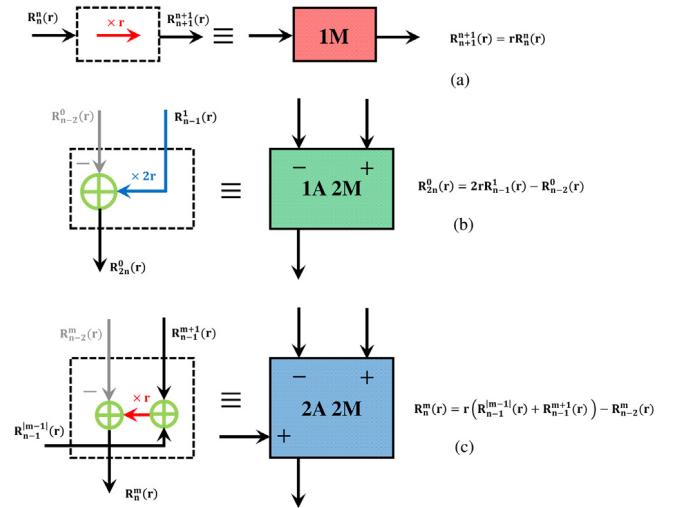 R_n^n(r)
× r
R_{n+1}^{n+1}(r)
≡
1M
R_{n+1}^{n+1}(r) = rR_n^n(r)
(a)
R_{n-2}^0(r)
R_{n-1}^1(r)
−
× 2r
R_{2n}^0(r)
≡
− +
1A 2M
R_{2n}^0(r) = 2rR_{n-1}^1(r) − R_{n-2}^0(r)
(b)
R_{n-2}^m(r)
R_{n-1}^{m+1}(r)
−
× r
R_{n-1}^{|m-1|}(r)
R_n^m(r)
≡
− +
2A 2M
+
R_n^m(r) = r(R_{n-1}^{|m-1|}(r) + R_{n-1}^{m+1}(r)) − R_{n-2}^m(r)
(c)